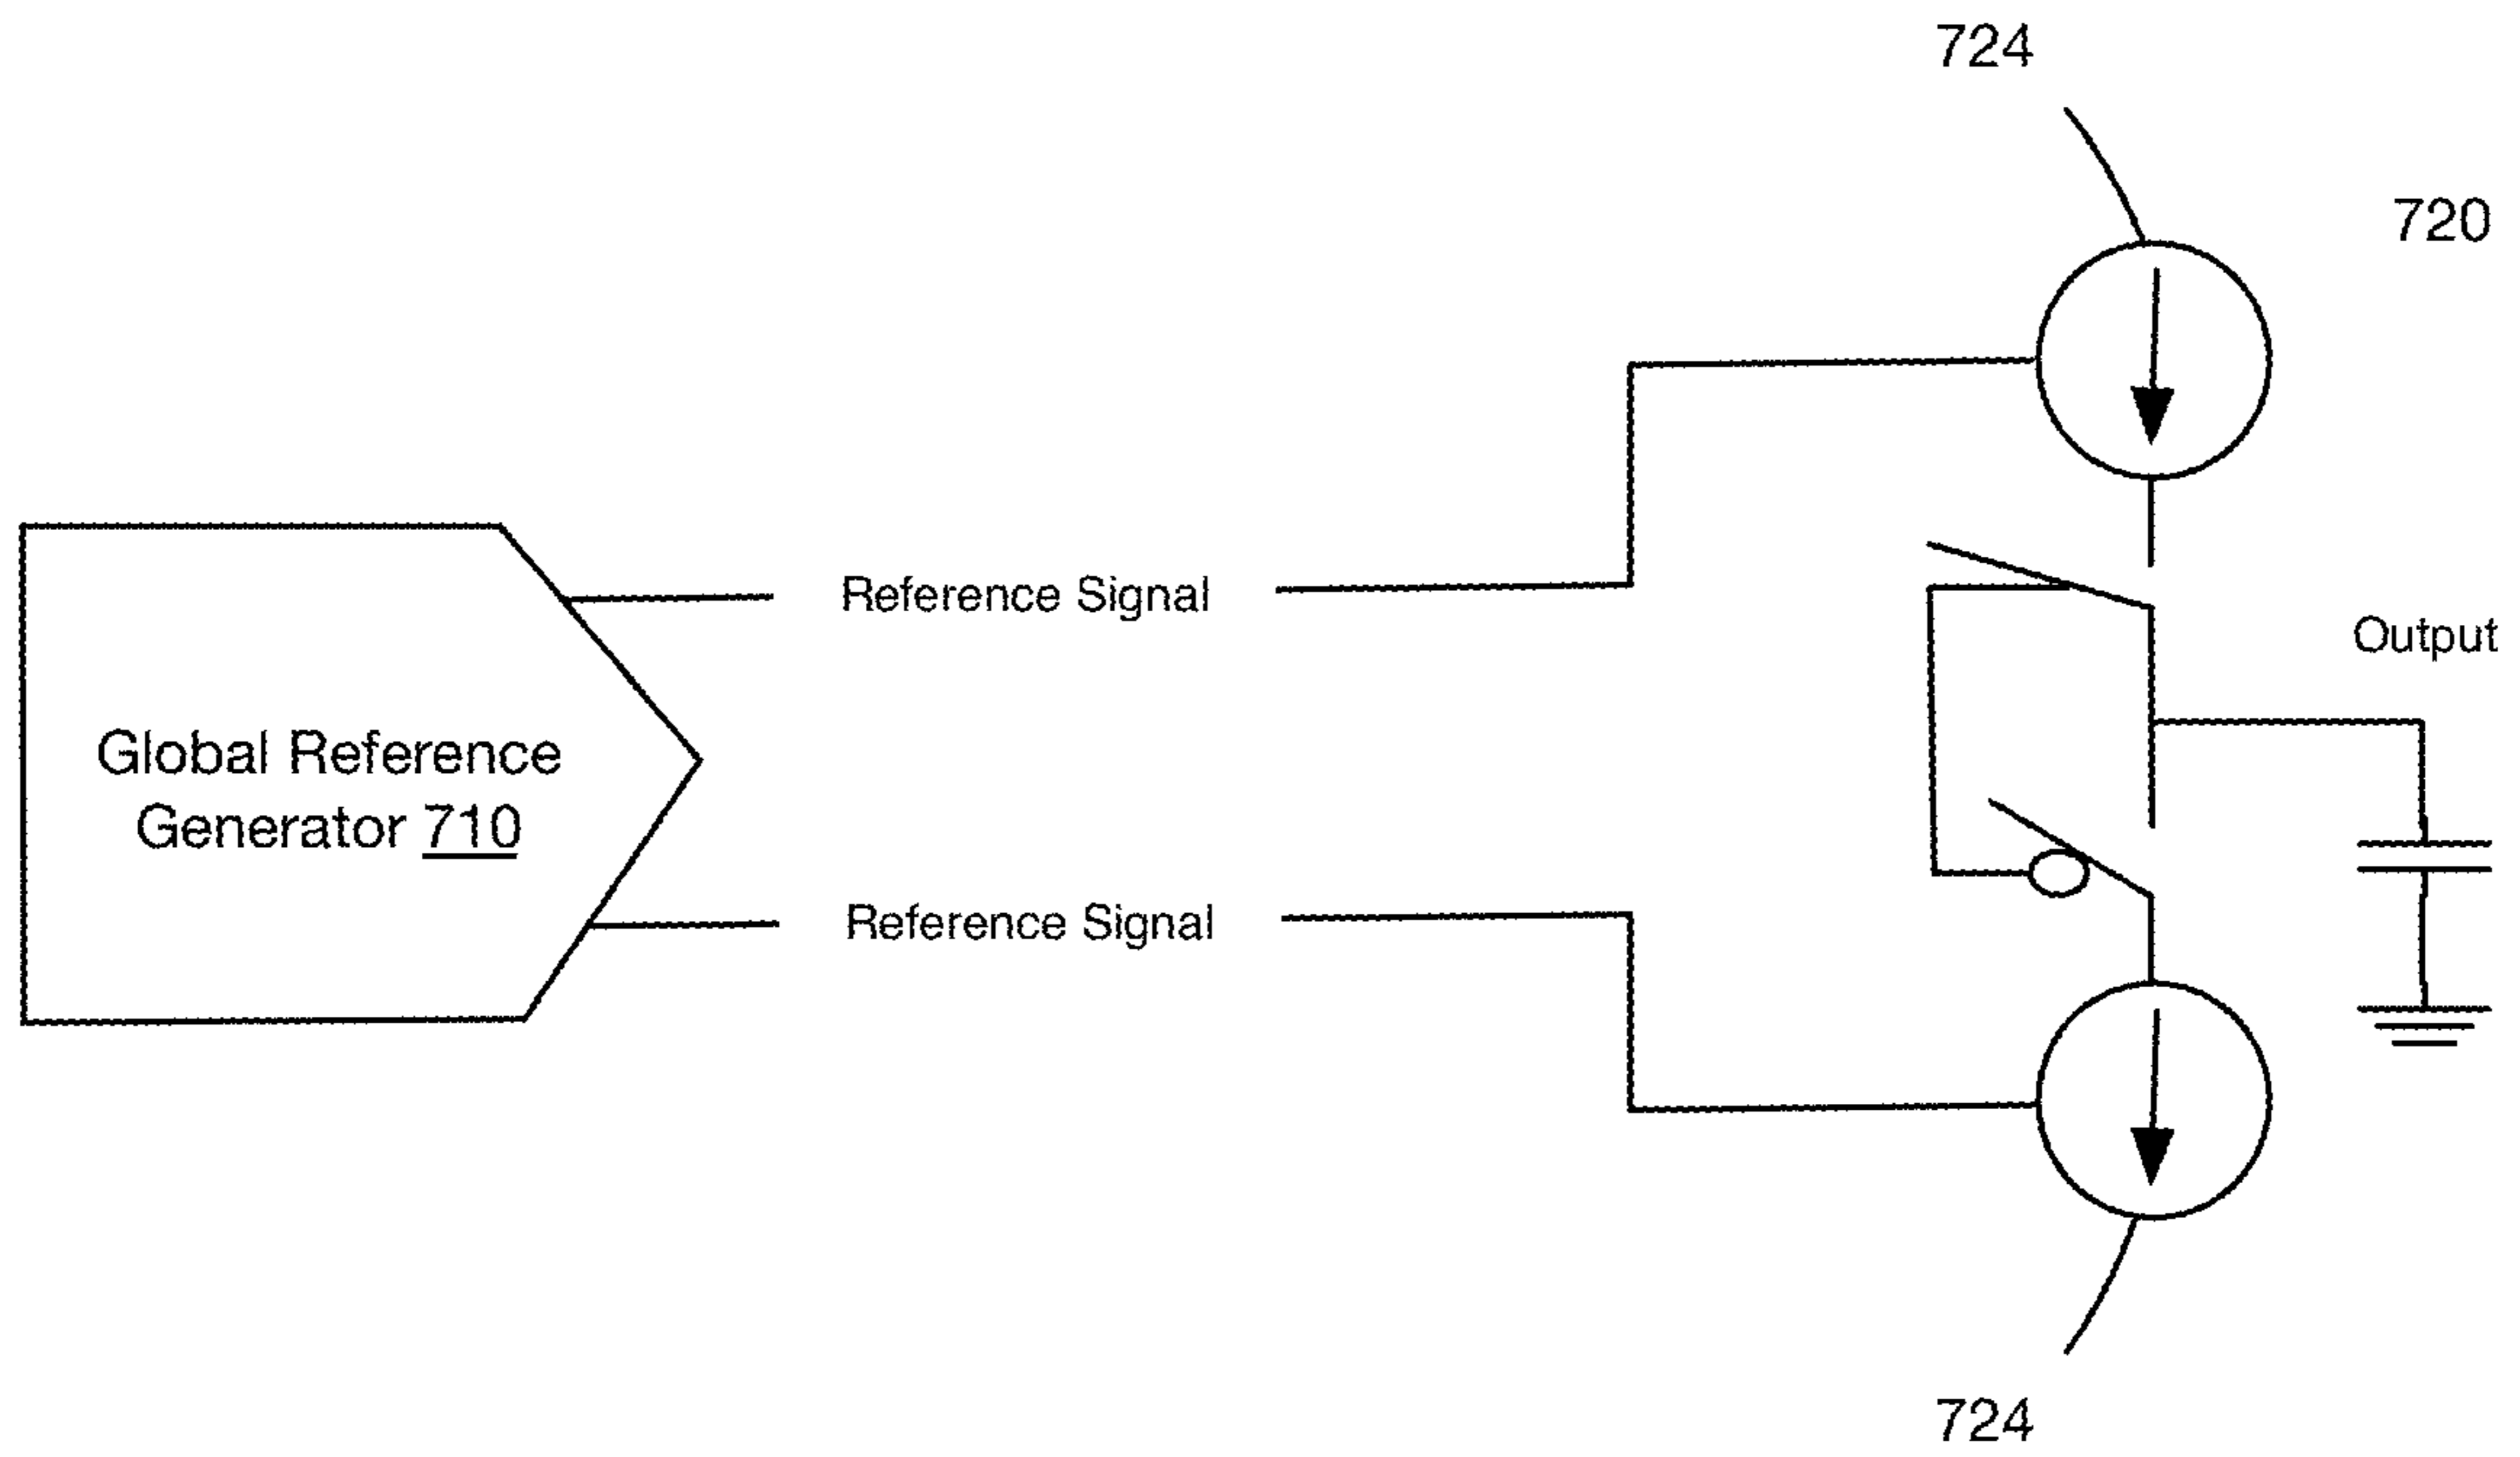 724
720
Reference Signal
Output
Global Reference
Generator 710
Reference Signal
724